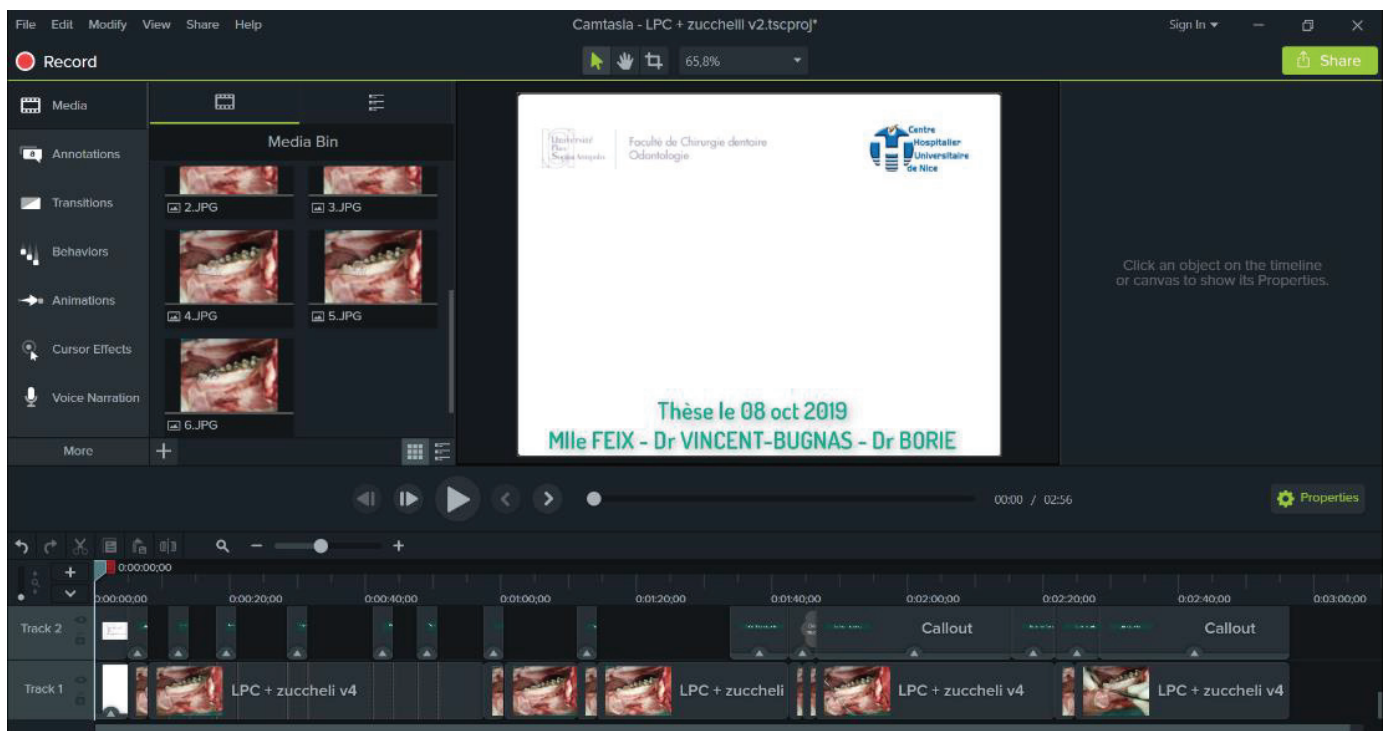 File Edit Modify View Share Help
Camtasia - LPC + zucchelli v2.tscproj*
Sign In
Record
65,8%
Share
Media
Annotations
Transitions
Behaviors
Animations
Cursor Effects
Voice Narration
More
Media Bin
2.JPG
3.JPG
4.JPG
5.JPG
6.JPG
Université
Faculté de Chirurgie dentaire
Odontologie
Centre
Hospitalier
Universitaire
de Nice
Thèse le 08 oct 2019
Mlle FEIX - Dr VINCENT-BUGNAS - Dr BORIE
Click an object on the timeline
or canvas to show its Properties.
00:00 / 02:56
Properties
0:00:00;00
0:00:00;00 0:00:20;00 0:00:40;00 0:01:00;00 0:01:20;00 0:01:40;00 0:02:00;00 0:02:20;00 0:02:40;00 0:03:00;00
Track 2
Callout
Callout
Track 1
LPC + zuccheli v4
LPC + zuccheli
LPC + zuccheli v4
LPC + zuccheli v4